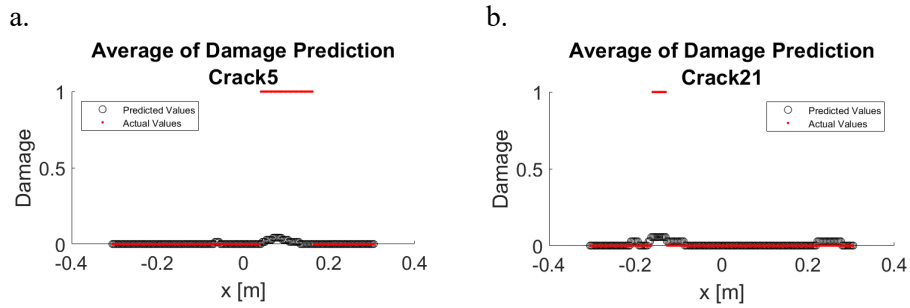 a.
Average of Damage Prediction
Crack5
1
0.5
0
Damage
Predicted Values
Actual Values
-0.4
-0.2
0
0.2
0.4
x [m]
b.
Average of Damage Prediction
Crack21
1
0.5
0
Damage
Predicted Values
Actual Values
-0.4
-0.2
0
0.2
0.4
x [m]